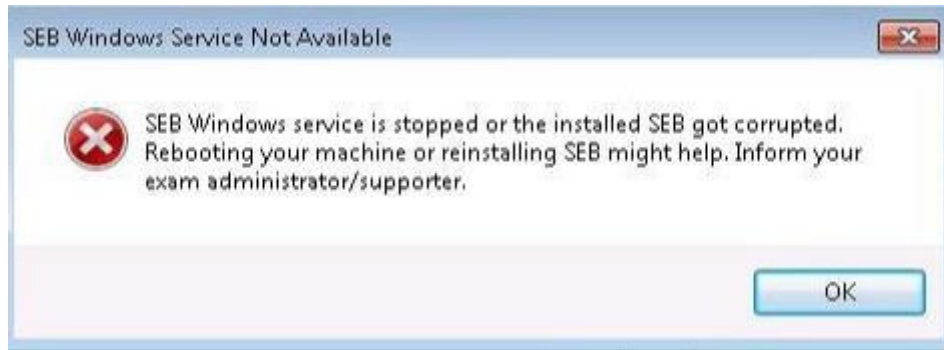 SEB Windows Service Not Available
SEB Windows service is stopped or the installed SEB got corrupted.
Rebooting your machine or reinstalling SEB might help. Inform your
exam administrator/supporter.
OK